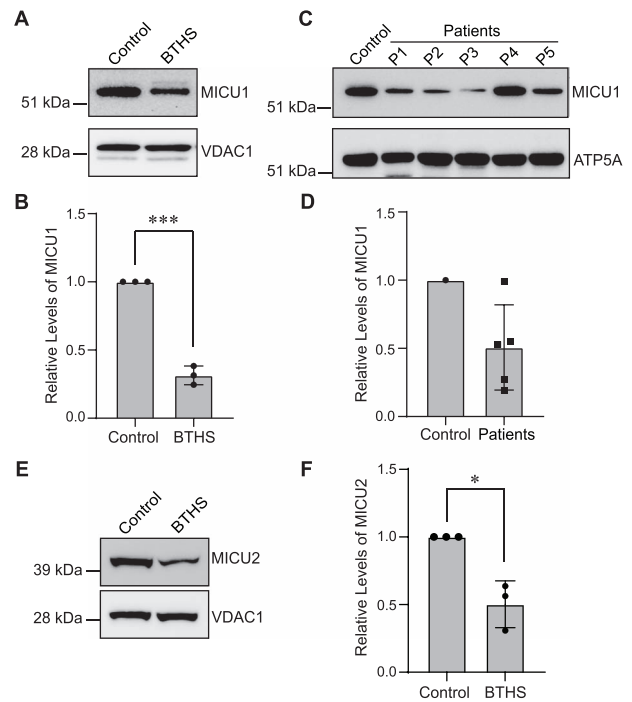 A
Control
BTHS
MICU1
51 kDa
28 kDa
VDAC1
B
Relative Levels of MICU1
1.5
1.0
0.5
0.0
***
Control
BTHS
C
Patients
Control
P1
P2
P3
P4
P5
MICU1
51 kDa
ATP5A
51 kDa
D
Relative Levels of MICU1
1.5
1.0
0.5
0.0
Control
Patients
E
Control
BTHS
MICU2
39 kDa
28 kDa
VDAC1
F
Relative Levels of MICU2
1.5
1.0
0.5
0.0
*
Control
BTHS